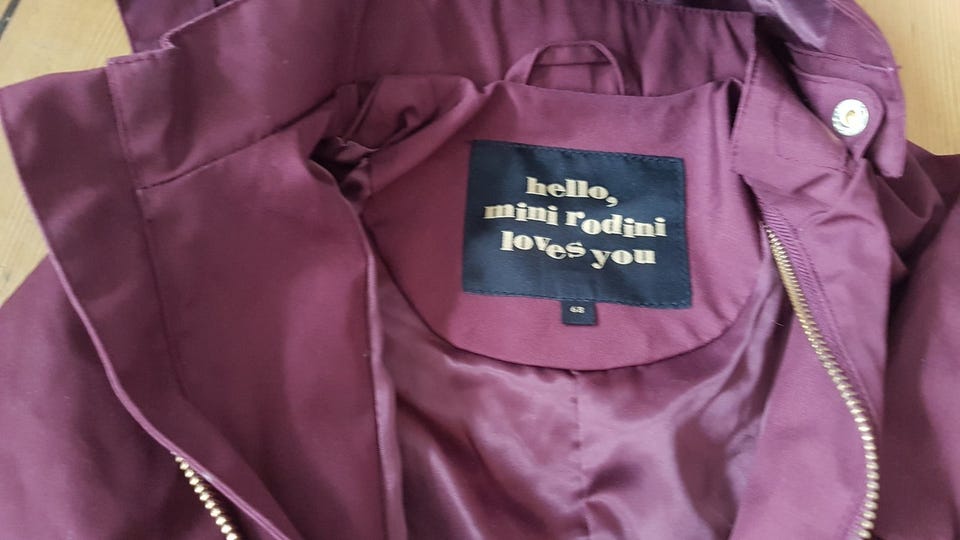 hello,
mini rodini
loves you